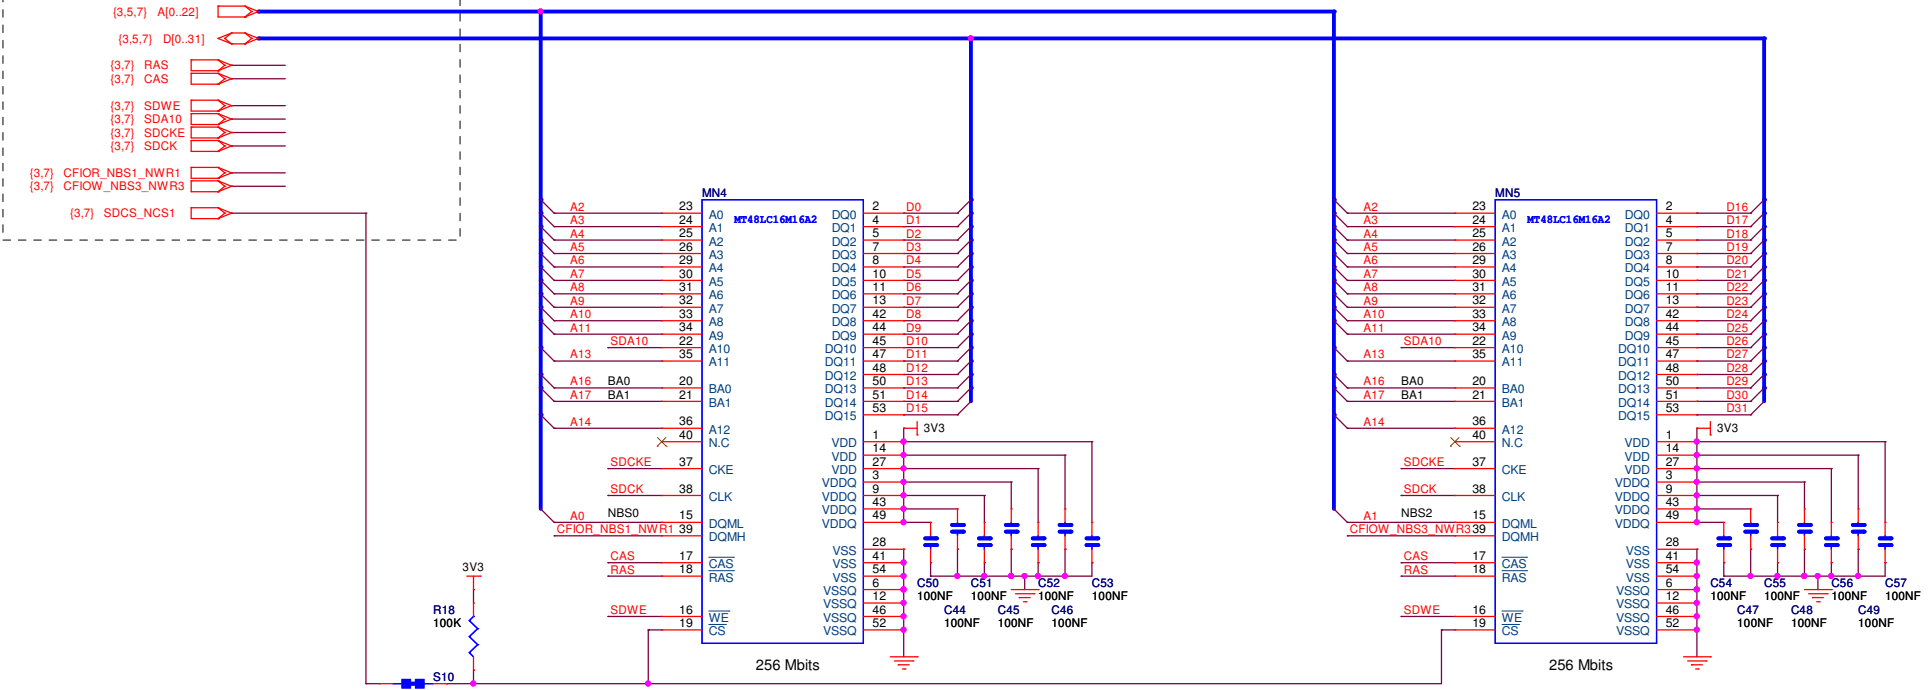 {3,5,7} A[0..22]
{3,5,7} D[0..31]
{3,7} RAS
{3,7} CAS
{3,7} SDWE
{3,7} SDA10
{3,7} SDCKE
{3,7} SDCK
{3,7} CFIOR_NBS1_NWR1
{3,7} CFIOW_NBS3_NWR3
{3,7} SDCS_NCS1
3V3
R18
100K
S10
MN4
MT48LC16M16A2
A2 23 A0 DQ0 2 D0
A3 24 A1 DQ1 4 D1
A4 25 A2 DQ2 5 D2
A5 26 A3 DQ3 7 D3
A6 29 A4 DQ4 8 D4
A7 30 A5 DQ5 10 D5
A8 31 A6 DQ6 11 D6
A9 32 A7 DQ7 13 D7
A10 33 A8 DQ8 42 D8
A11 34 A9 DQ9 44 D9
SDA10 22 A10 DQ10 45 D10
A13 35 A11 DQ11 47 D11
DQ12 48 D12
A16 BA0 20 BA0 DQ13 50 D13
A17 BA1 21 BA1 DQ14 51 D14
DQ15 53 D15
A14 36 A12 3V3
40 N.C VDD 1
VDD 14
SDCKE 37 CKE VDD 27
VDDQ 3
SDCK 38 CLK VDDQ 9
VDDQ 43
A0 NBS0 15 DQML VDDQ 49
CFIOR_NBS1_NWR1 39 DQMH
VSS 28
CAS 17 CAS VSS 41
RAS 18 RAS VSS 54
VSSQ 6
VSSQ 12
SDWE 16 WE VSSQ 46
19 CS VSSQ 52
C50 C51 C52 C53
100NF 100NF 100NF 100NF
C44 C45 C46
100NF 100NF 100NF
256 Mbits
MN5
MT48LC16M16A2
A2 23 A0 DQ0 2 D16
A3 24 A1 DQ1 4 D17
A4 25 A2 DQ2 5 D18
A5 26 A3 DQ3 7 D19
A6 29 A4 DQ4 8 D20
A7 30 A5 DQ5 10 D21
A8 31 A6 DQ6 11 D22
A9 32 A7 DQ7 13 D23
A10 33 A8 DQ8 42 D24
A11 34 A9 DQ9 44 D25
SDA10 22 A10 DQ10 45 D26
A13 35 A11 DQ11 47 D27
DQ12 48 D28
A16 BA0 20 BA0 DQ13 50 D29
A17 BA1 21 BA1 DQ14 51 D30
DQ15 53 D31
A14 36 A12 3V3
40 N.C VDD 1
VDD 14
SDCKE 37 CKE VDD 27
VDDQ 3
SDCK 38 CLK VDDQ 9
VDDQ 43
A1 NBS2 15 DQML VDDQ 49
CFIOW_NBS3_NWR3 39 DQMH
VSS 28
CAS 17 CAS VSS 41
RAS 18 RAS VSS 54
VSSQ 6
VSSQ 12
SDWE 16 WE VSSQ 46
19 CS VSSQ 52
C54 C55 C56 C57
100NF 100NF 100NF 100NF
C47 C48 C49
100NF 100NF 100NF
256 Mbits